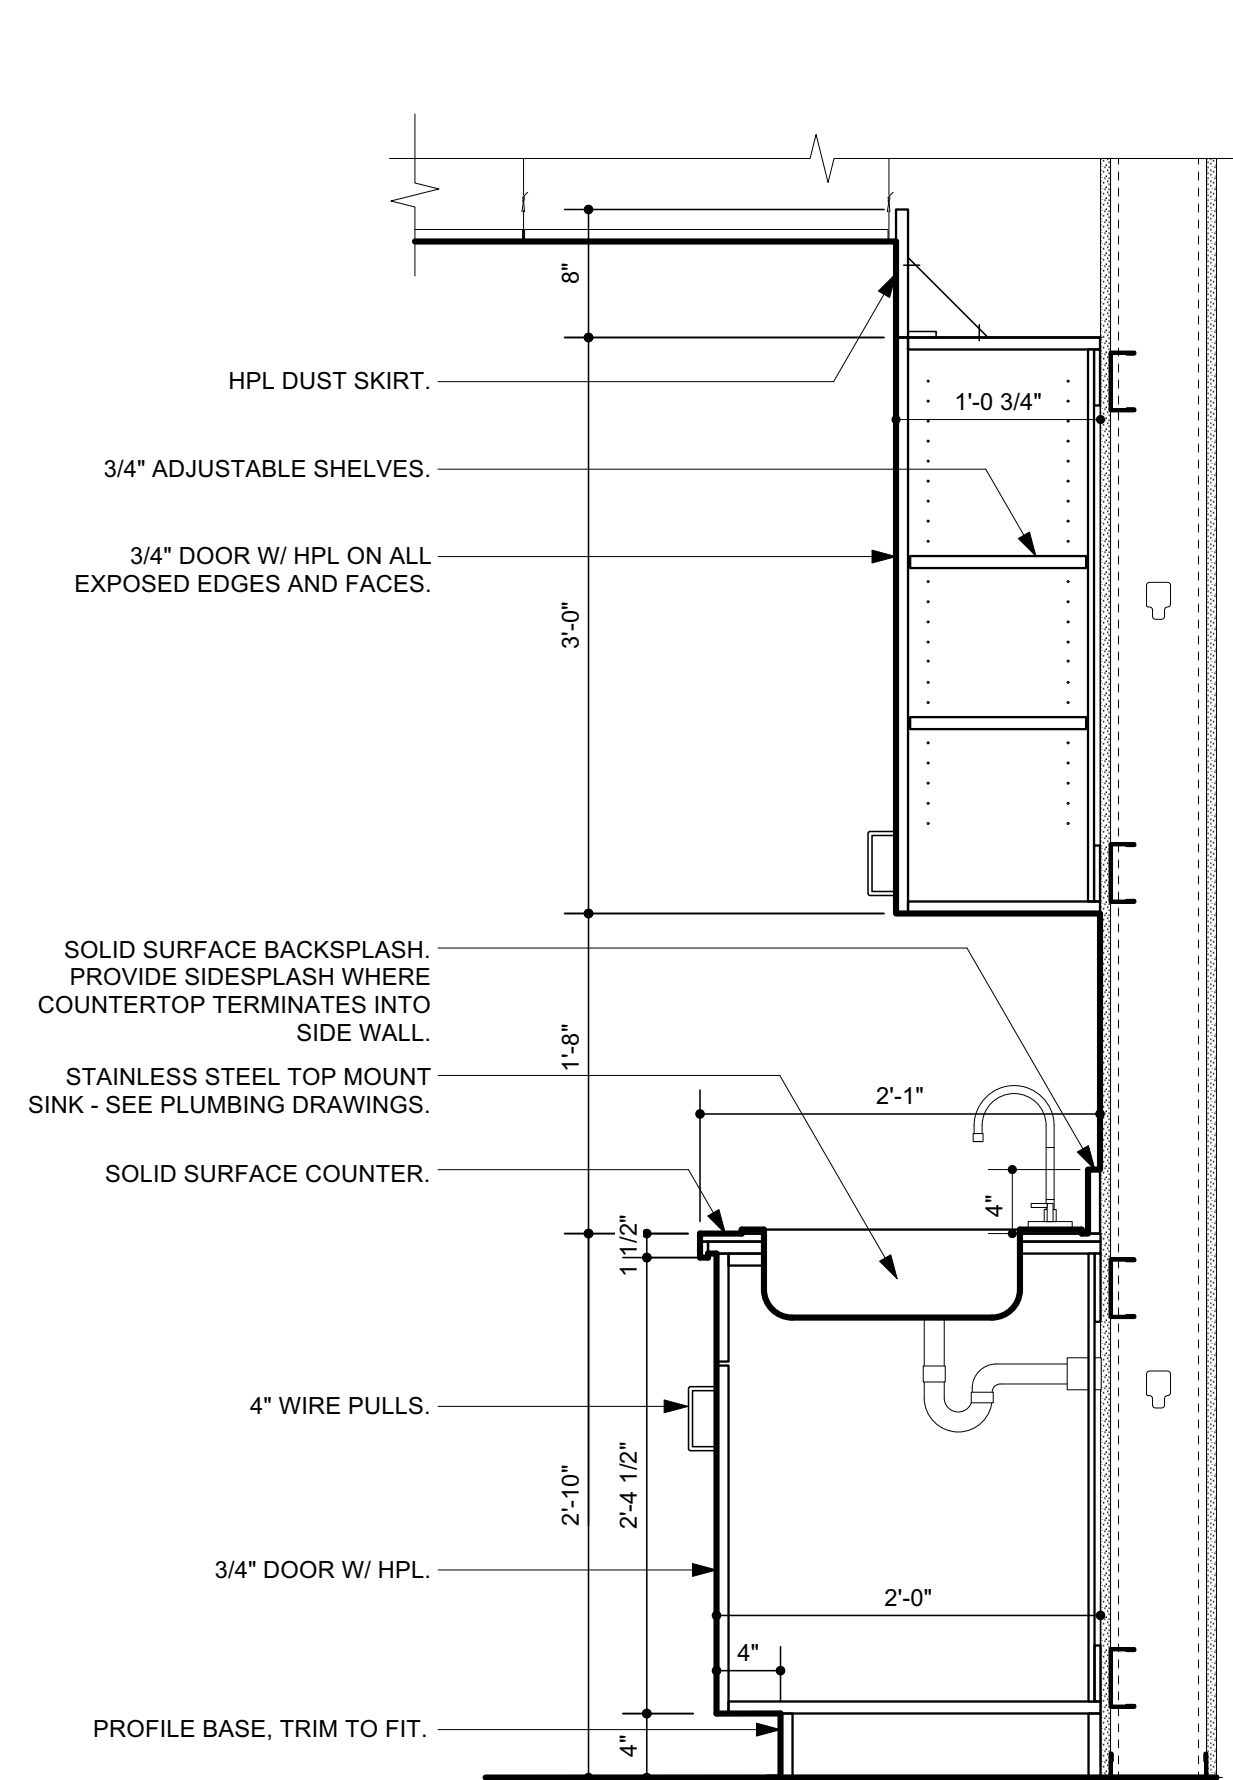 8"
HPL DUST SKIRT.
1'-0 3/4"
3/4" ADJUSTABLE SHELVES.
3/4" DOOR W/ HPL ON ALL
EXPOSED EDGES AND FACES.
3'-0"
SOLID SURFACE BACKSPLASH.
PROVIDE SIDESPLASH WHERE
COUNTERTOP TERMINATES INTO
SIDE WALL.
1'-8"
STAINLESS STEEL TOP MOUNT
SINK - SEE PLUMBING DRAWINGS.
2'-1"
SOLID SURFACE COUNTER.
4"
1 1/2"
4" WIRE PULLS.
2'-10"
2'-4 1/2"
3/4" DOOR W/ HPL.
2'-0"
4"
PROFILE BASE, TRIM TO FIT.
4"